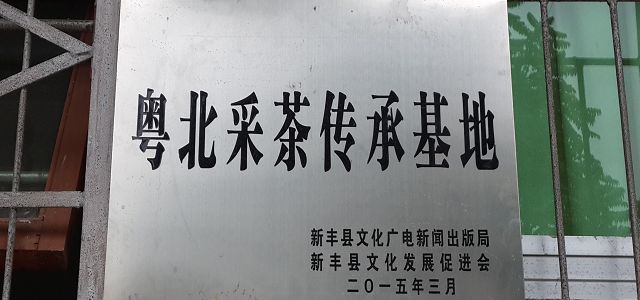 粤北采茶传承基地
新丰县文化广电新闻出版局
新丰县文化发展促进会
二〇一五年三月